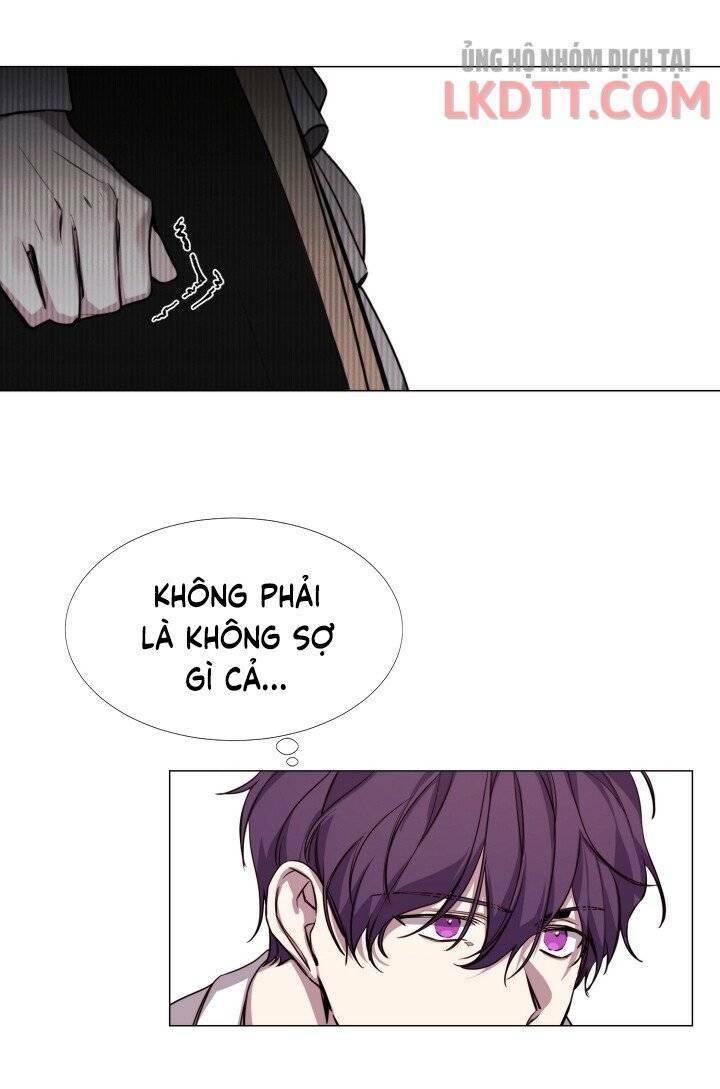 ỦNG HỘ NHÓM DỊCH TẠI
LKDTT.COM
KHÔNG PHẢI
LÀ KHÔNG SỢ
GÌ CẢ...